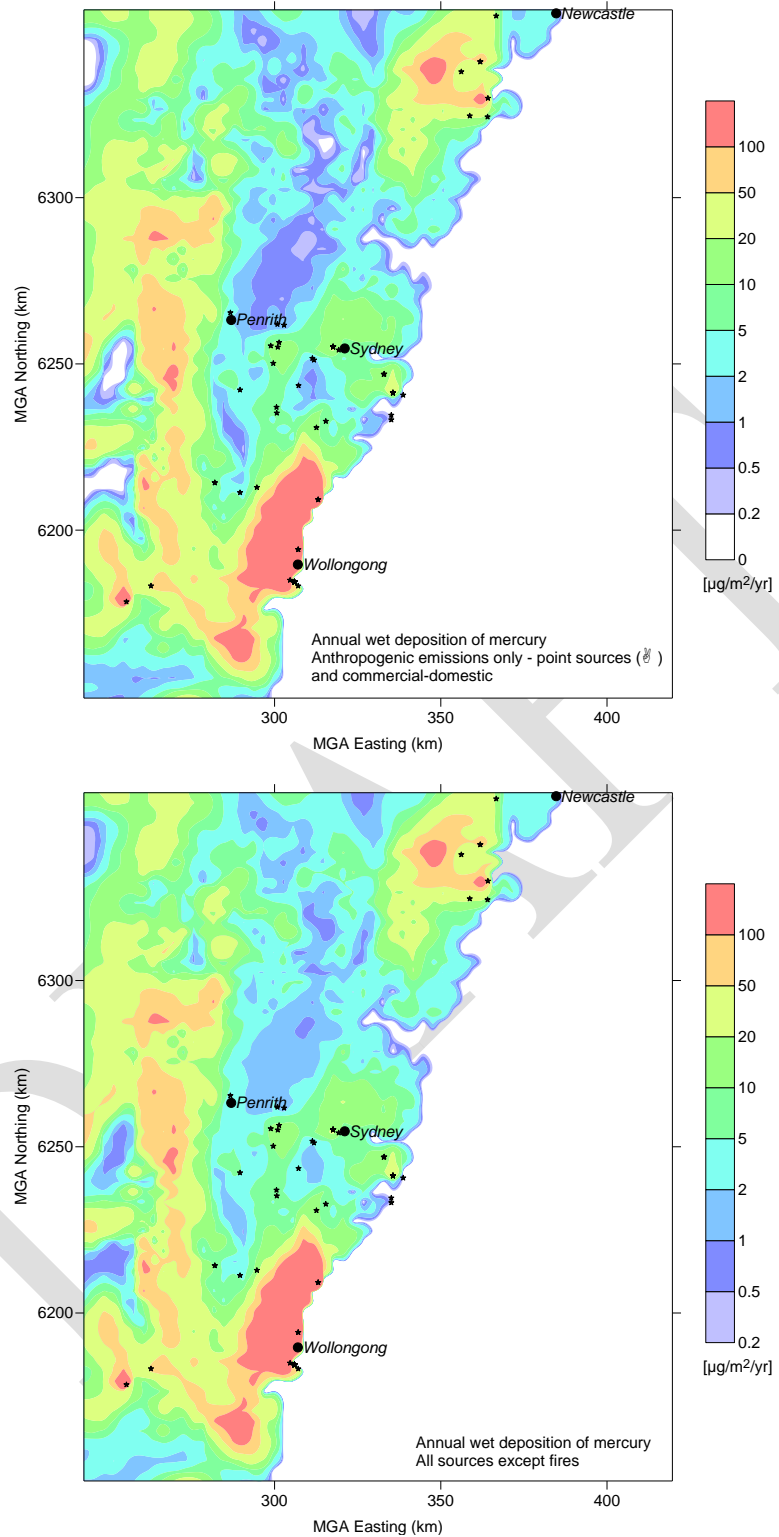 Newcastle
6300
Penrith
Sydney
6250
6200
Wollongong
MGA Northing (km)
Annual wet deposition of mercury
Anthropogenic emissions only - point sources (✌ )
and commercial-domestic
300
350
400
MGA Easting (km)
100
50
20
10
5
2
1
0.5
0.2
0
[µg/m2/yr]
Newcastle
6300
Penrith
Sydney
6250
6200
Wollongong
MGA Northing (km)
Annual wet deposition of mercury
All sources except fires
300
350
400
MGA Easting (km)
100
50
20
10
5
2
1
0.5
0.2
[µg/m2/yr]